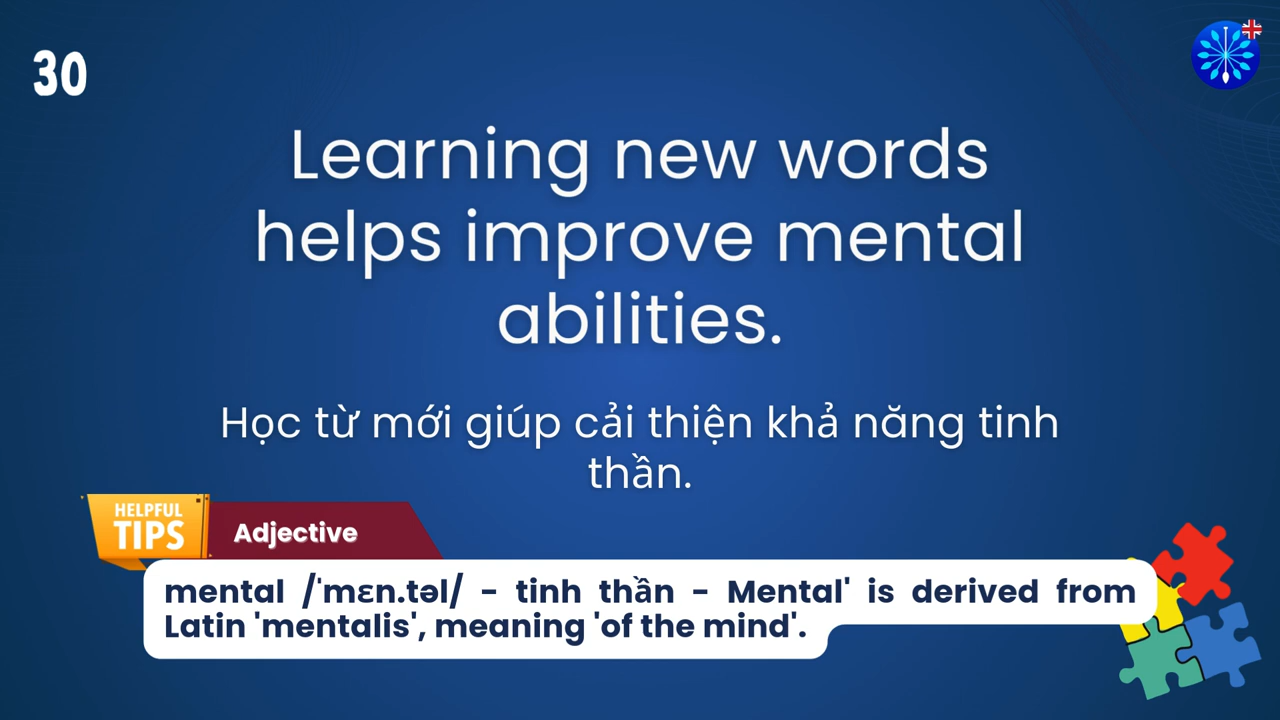 30
Learning new words
helps improve mental
abilities.
Học từ mới giúp cải thiện khả năng tinh
thần.
HELPFUL
TIPS
Adjective
mental /ˈmɛn.təl/ - tinh thần - Mental' is derived from
Latin 'mentalis', meaning 'of the mind'.